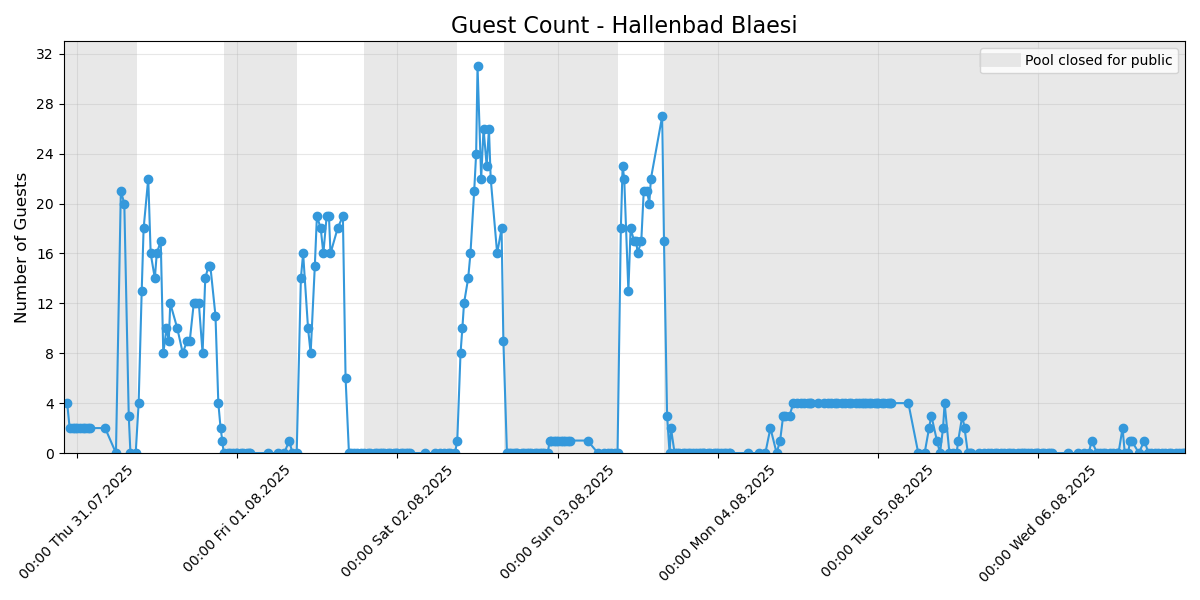 Guest Count - Hallenbad Blaesi
Pool closed for public
Number of Guests
32
28
24
20
16
12
8
4
0
00:00 Thu 31.07.2025
00:00 Fri 01.08.2025
00:00 Sat 02.08.2025
00:00 Sun 03.08.2025
00:00 Mon 04.08.2025
00:00 Tue 05.08.2025
00:00 Wed 06.08.2025